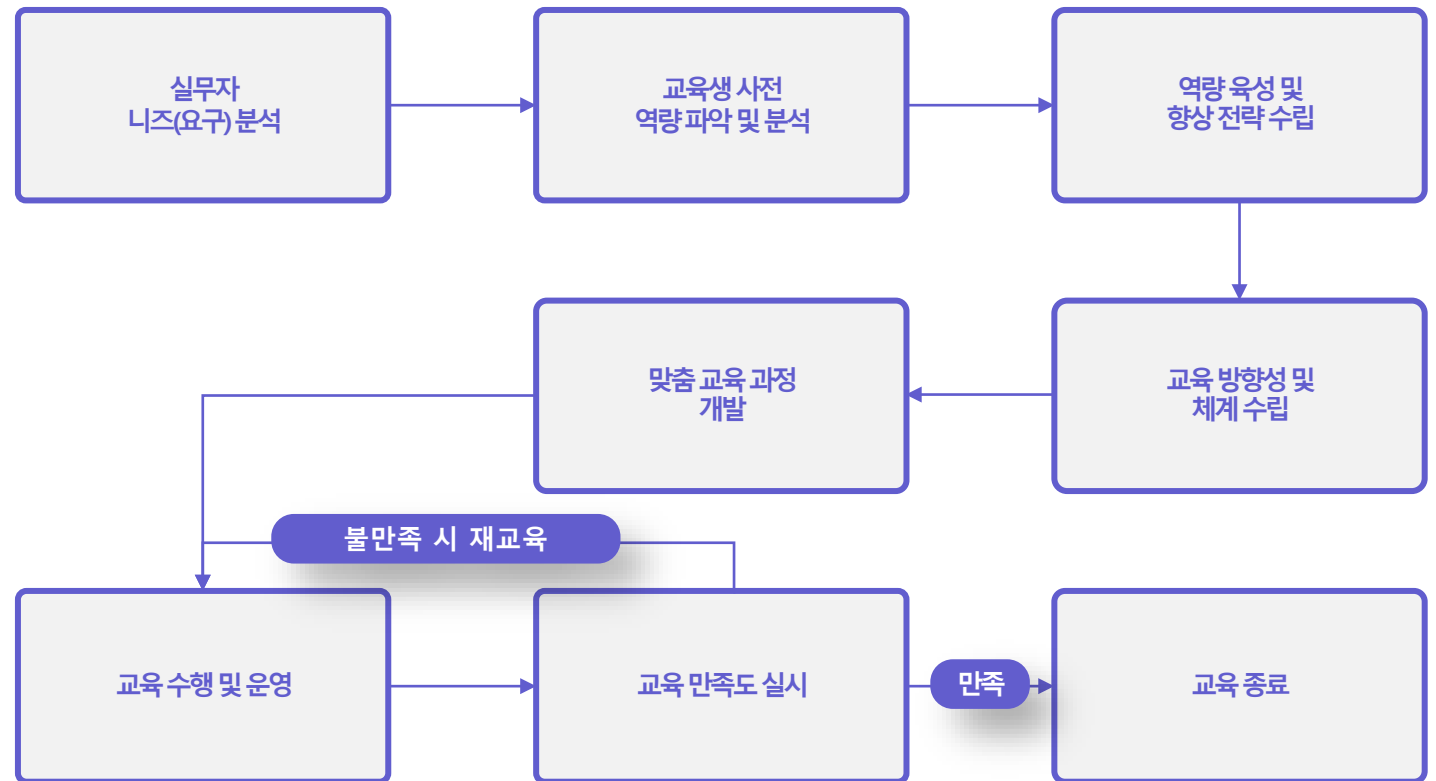 실무자
니즈(요구) 분석
교육생 사전
역량 파악 및 분석
역량 육성 및
향상 전략 수립
교육 방향성 및
체계 수립
맞춤 교육 과정
개발
불만족 시 재교육
교육 수행 및 운영
교육 만족도 실시
만족
교육 종료